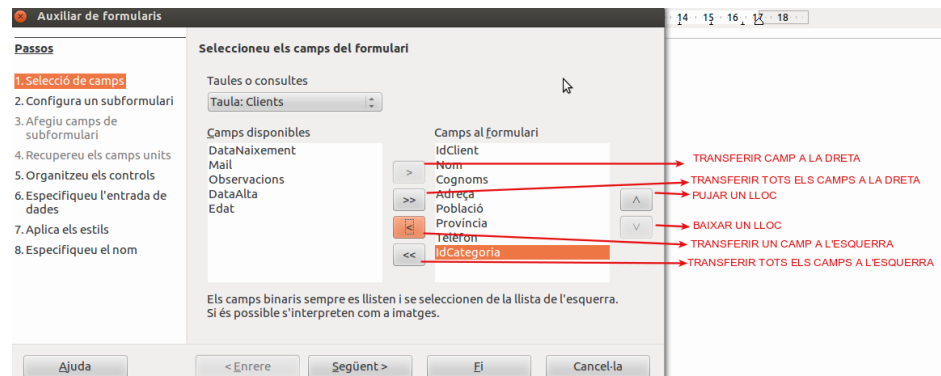 Auxiliar de formularis
14 15 16 17 18
Passos
1. Selecció de camps
2. Configura un subformulari
3. Afegiu camps de
subformulari
4. Recupereu els camps units
5. Organitzeu els controls
6. Especifiqueu l'entrada de
dades
7. Aplica els estils
8. Especifiqueu el nom
Seleccioneu els camps del formulari
Taules o consultes
Taula: Clients
Camps disponibles
DataNaixement
Mail
Observacions
DataAlta
Edat
>
>>
<
<<
Camps al formulari
IdClient
Nom
Cognoms
Adreça
Població
Província
Telèfon
IdCategoria
TRANSFERIR CAMP A LA DRETA
TRANSFERIR TOTS ELS CAMPS A LA DRETA
PUJAR UN LLOC
BAIXAR UN LLOC
TRANSFERIR UN CAMP A L'ESQUERRA
TRANSFERIR TOTS ELS CAMPS A L'ESQUERRA
Els camps binaris sempre es llisten i se seleccionen de la llista de l'esquerra.
Si és possible s'interpreten com a imatges.
Ajuda
< Enrere
Següent >
Fi
Cancel·la